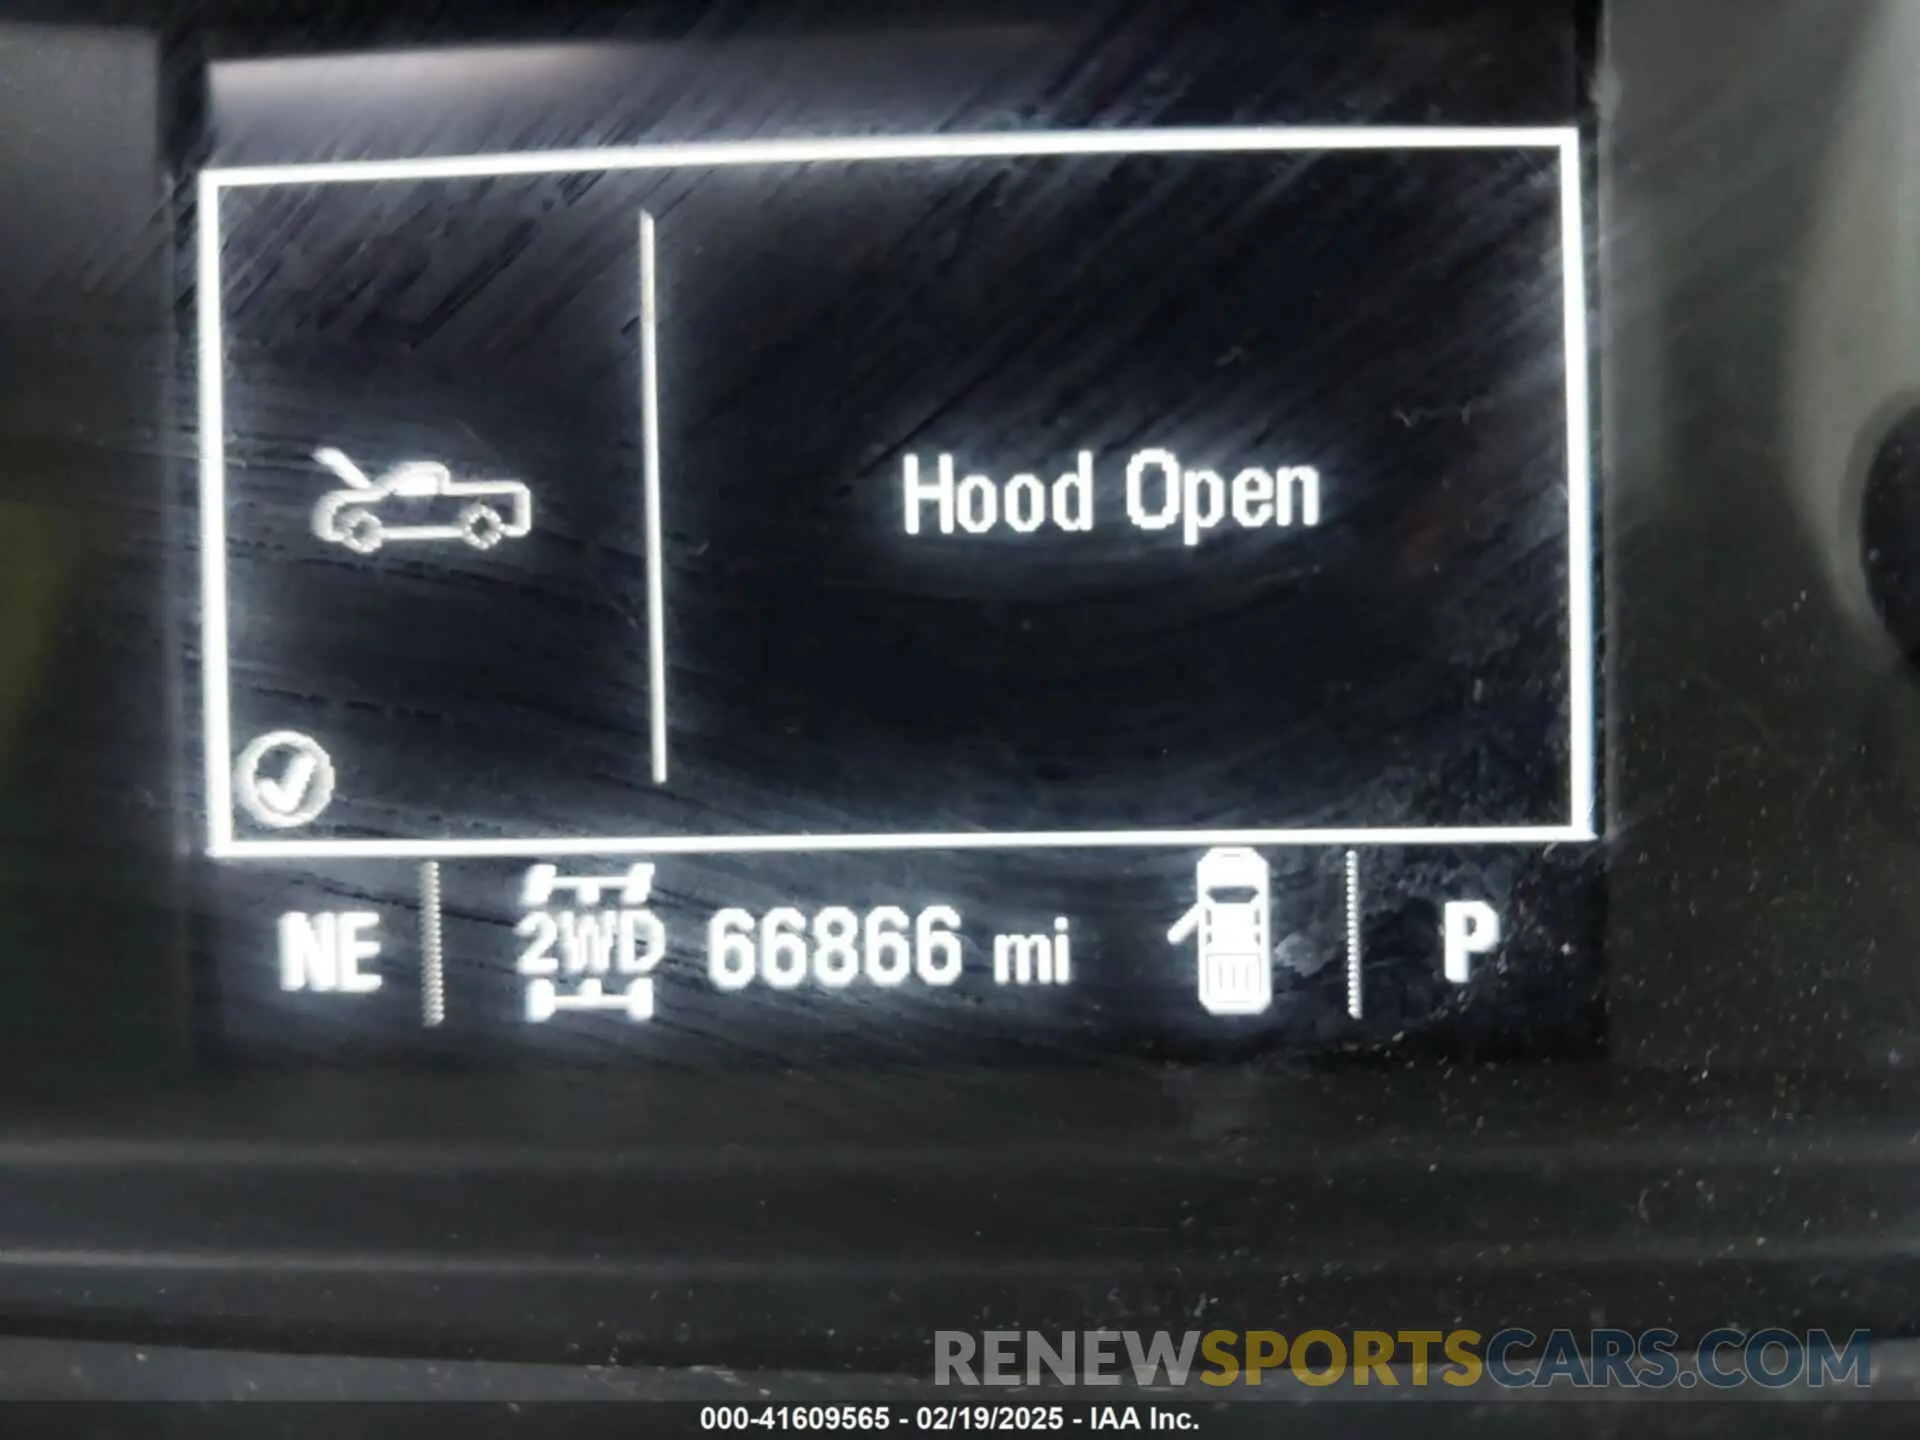 Hood Open
NE 2WD 66866 mi P
RENEWSPORTSCARS.COM
000-41609565 - 02/19/2025 - IAA Inc.